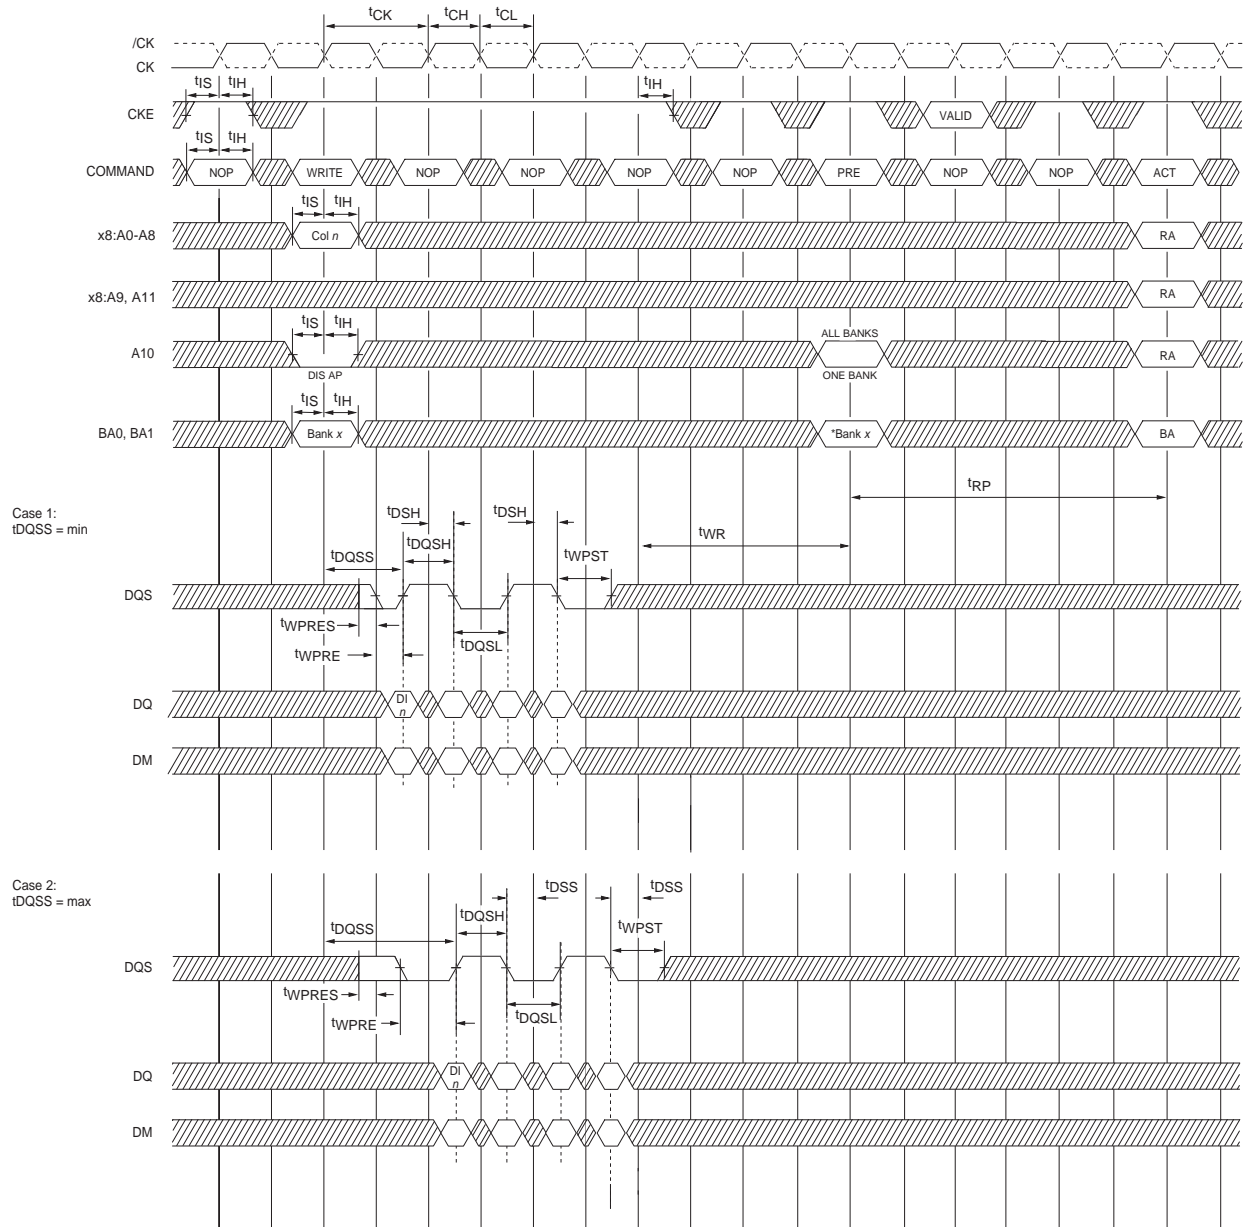 tCK tCH tCL
/CK
CK
tIS tIH tIH
CKE VALID
tIS tIH
COMMAND NOP WRITE NOP NOP NOP NOP PRE NOP NOP ACT
tIS tIH
x8:A0-A8 Col n RA
x8:A9, A11 RA
tIS tIH ALL BANKS
A10 RA
DIS AP ONE BANK
tIS tIH
BA0, BA1 Bank x *Bank x BA
tRP
Case 1:
tDQSS = min
tDSH tDSH
tDQSS tDQSH tWPST tWR
DQS
tWPRES
tDQSL
tWPRE
DQ DI
n
DM
Case 2:
tDQSS = max
tDSS tDSS
tDQSS tDQSH tWPST
DQS
tWPRES
tDQSL
tWPRE
DQ DI
n
DM